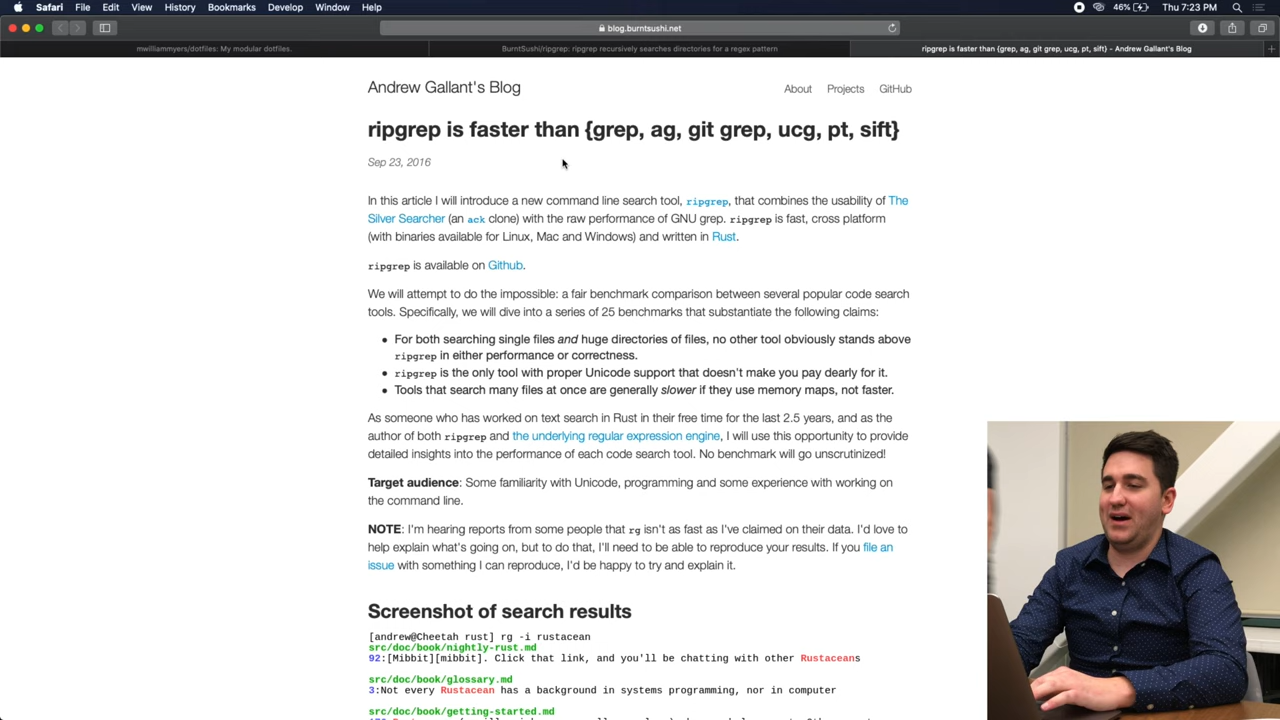 Safari File Edit View History Bookmarks Develop Window Help 46% Thu 7:23 PM
blog.burntsushi.net
mwilliammyers/dotfiles: My modular dotfiles. BurntSushi/ripgrep: ripgrep recursively searches directories for a regex pattern ripgrep is faster than {grep, ag, git grep, ucg, pt, sift} - Andrew Gallant's Blog
Andrew Gallant's Blog About Projects GitHub
ripgrep is faster than {grep, ag, git grep, ucg, pt, sift}
Sep 23, 2016
In this article I will introduce a new command line search tool, ripgrep, that combines the usability of The
Silver Searcher (an ack clone) with the raw performance of GNU grep. ripgrep is fast, cross platform
(with binaries available for Linux, Mac and Windows) and written in Rust.
ripgrep is available on Github.
We will attempt to do the impossible: a fair benchmark comparison between several popular code search
tools. Specifically, we will dive into a series of 25 benchmarks that substantiate the following claims:
• For both searching single files and huge directories of files, no other tool obviously stands above
ripgrep in either performance or correctness.
• ripgrep is the only tool with proper Unicode support that doesn't make you pay dearly for it.
• Tools that search many files at once are generally slower if they use memory maps, not faster.
As someone who has worked on text search in Rust in their free time for the last 2.5 years, and as the
author of both ripgrep and the underlying regular expression engine, I will use this opportunity to provide
detailed insights into the performance of each code search tool. No benchmark will go unscrutinized!
Target audience: Some familiarity with Unicode, programming and some experience with working on
the command line.
NOTE: I'm hearing reports from some people that rg isn't as fast as I've claimed on their data. I'd love to
help explain what's going on, but to do that, I'll need to be able to reproduce your results. If you file an
issue with something I can reproduce, I'd be happy to try and explain it.
Screenshot of search results
[andrew@Cheetah rust] rg -i rustacean
src/doc/book/nightly-rust.md
92:[Mibbit][mibbit]. Click that link, and you'll be chatting with other Rustaceans
src/doc/book/glossary.md
3:Not every Rustacean has a background in systems programming, nor in computer
src/doc/book/getting-started.md